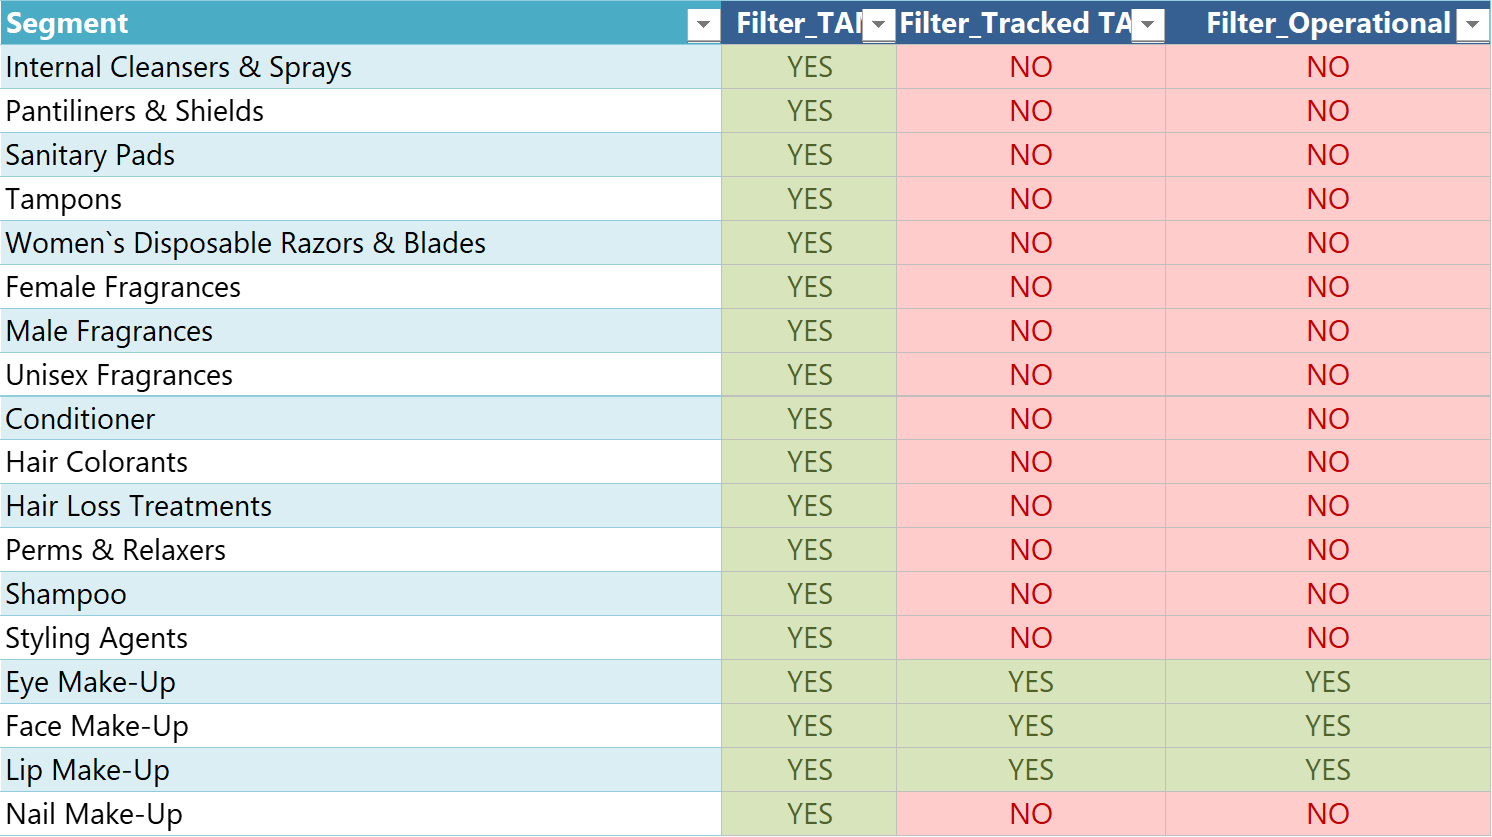 Segment Filter_TAM Filter_Tracked TA Filter_Operational
Internal Cleansers & Sprays YES NO NO
Pantiliners & Shields YES NO NO
Sanitary Pads YES NO NO
Tampons YES NO NO
Women`s Disposable Razors & Blades YES NO NO
Female Fragrances YES NO NO
Male Fragrances YES NO NO
Unisex Fragrances YES NO NO
Conditioner YES NO NO
Hair Colorants YES NO NO
Hair Loss Treatments YES NO NO
Perms & Relaxers YES NO NO
Shampoo YES NO NO
Styling Agents YES NO NO
Eye Make-Up YES YES YES
Face Make-Up YES YES YES
Lip Make-Up YES YES YES
Nail Make-Up YES NO NO